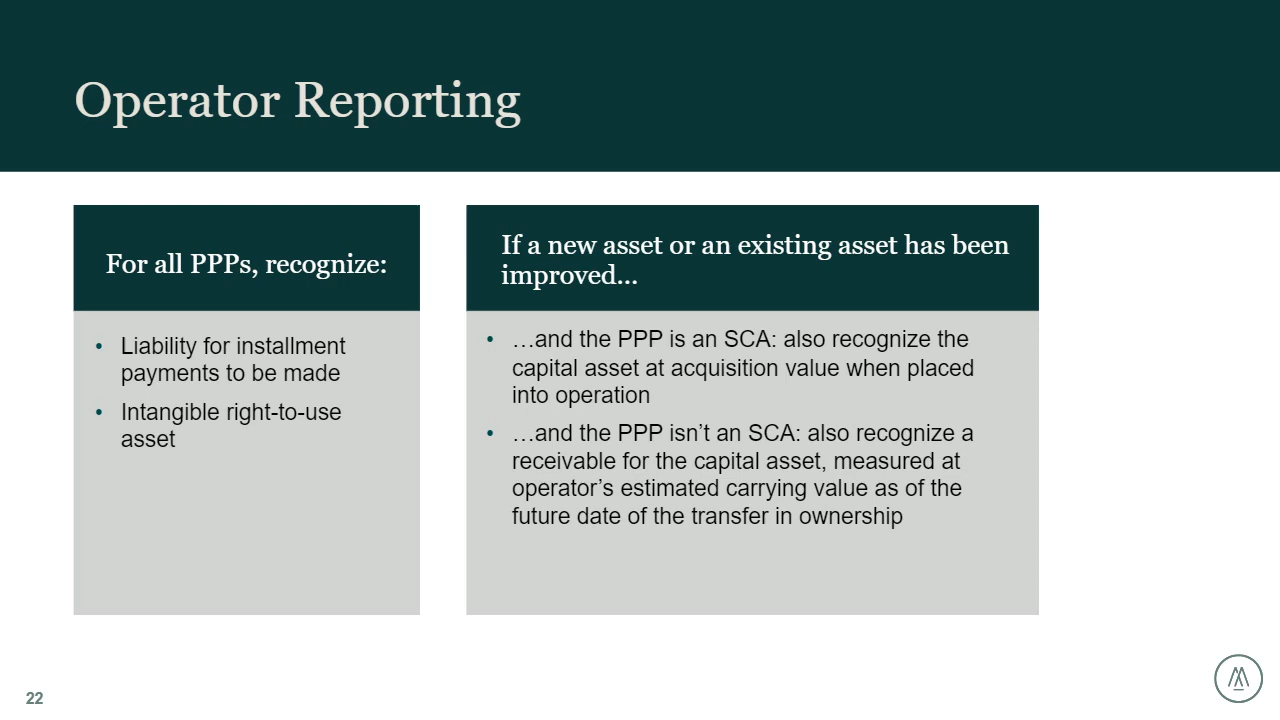 Operator Reporting
For all PPPs, recognize:
• Liability for installment
payments to be made
• Intangible right-to-use
asset
If a new asset or an existing asset has been
improved...
• …and the PPP is an SCA: also recognize the
capital asset at acquisition value when placed
into operation
• …and the PPP isn’t an SCA: also recognize a
receivable for the capital asset, measured at
operator’s estimated carrying value as of the
future date of the transfer in ownership
22